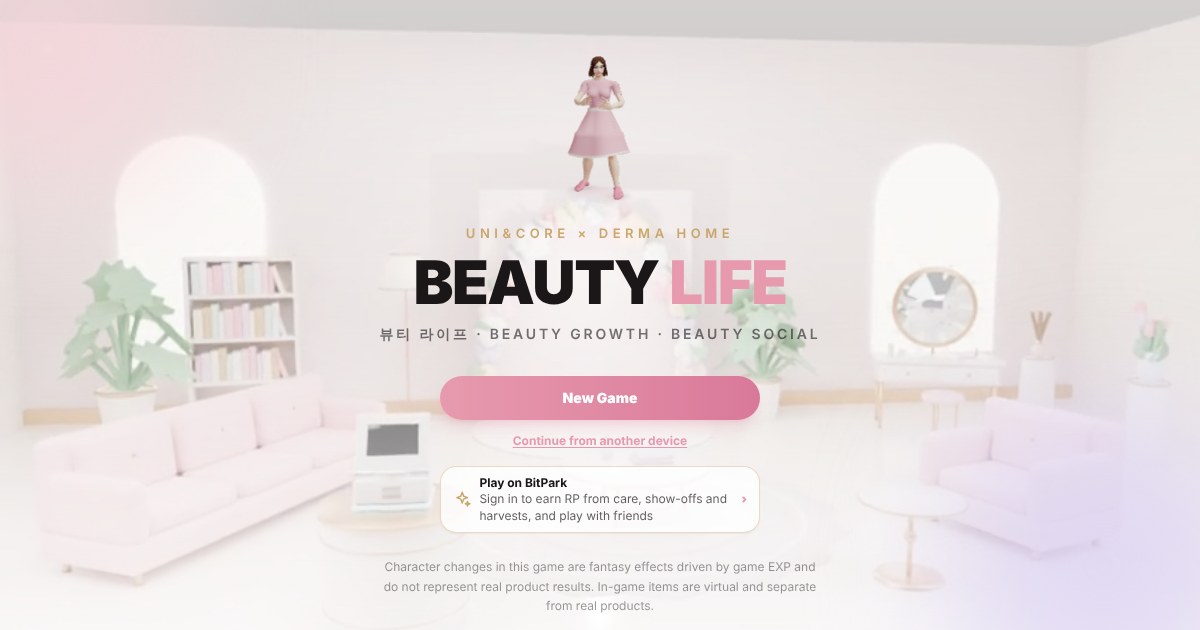 UNI&CORE × DERMA HOME
BEAUTY LIFE
뷰티 라이프 · BEAUTY GROWTH · BEAUTY SOCIAL
New Game
Continue from another device
Play on BitPark
Sign in to earn RP from care, show-offs and
harvests, and play with friends
Character changes in this game are fantasy effects driven by game EXP and
do not represent real product results. In-game items are virtual and separate
from real products.